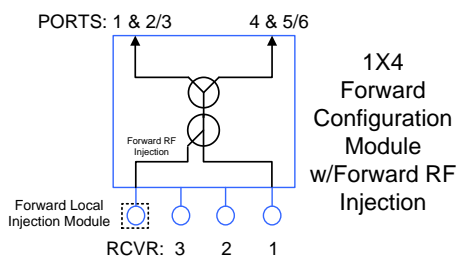 PORTS: 1 & 2/3 4 & 5/6
1X4
Forward
Configuration
Module
w/Forward RF
Injection
Forward RF
Injection
Forward Local
Injection Module
RCVR: 3 2 1